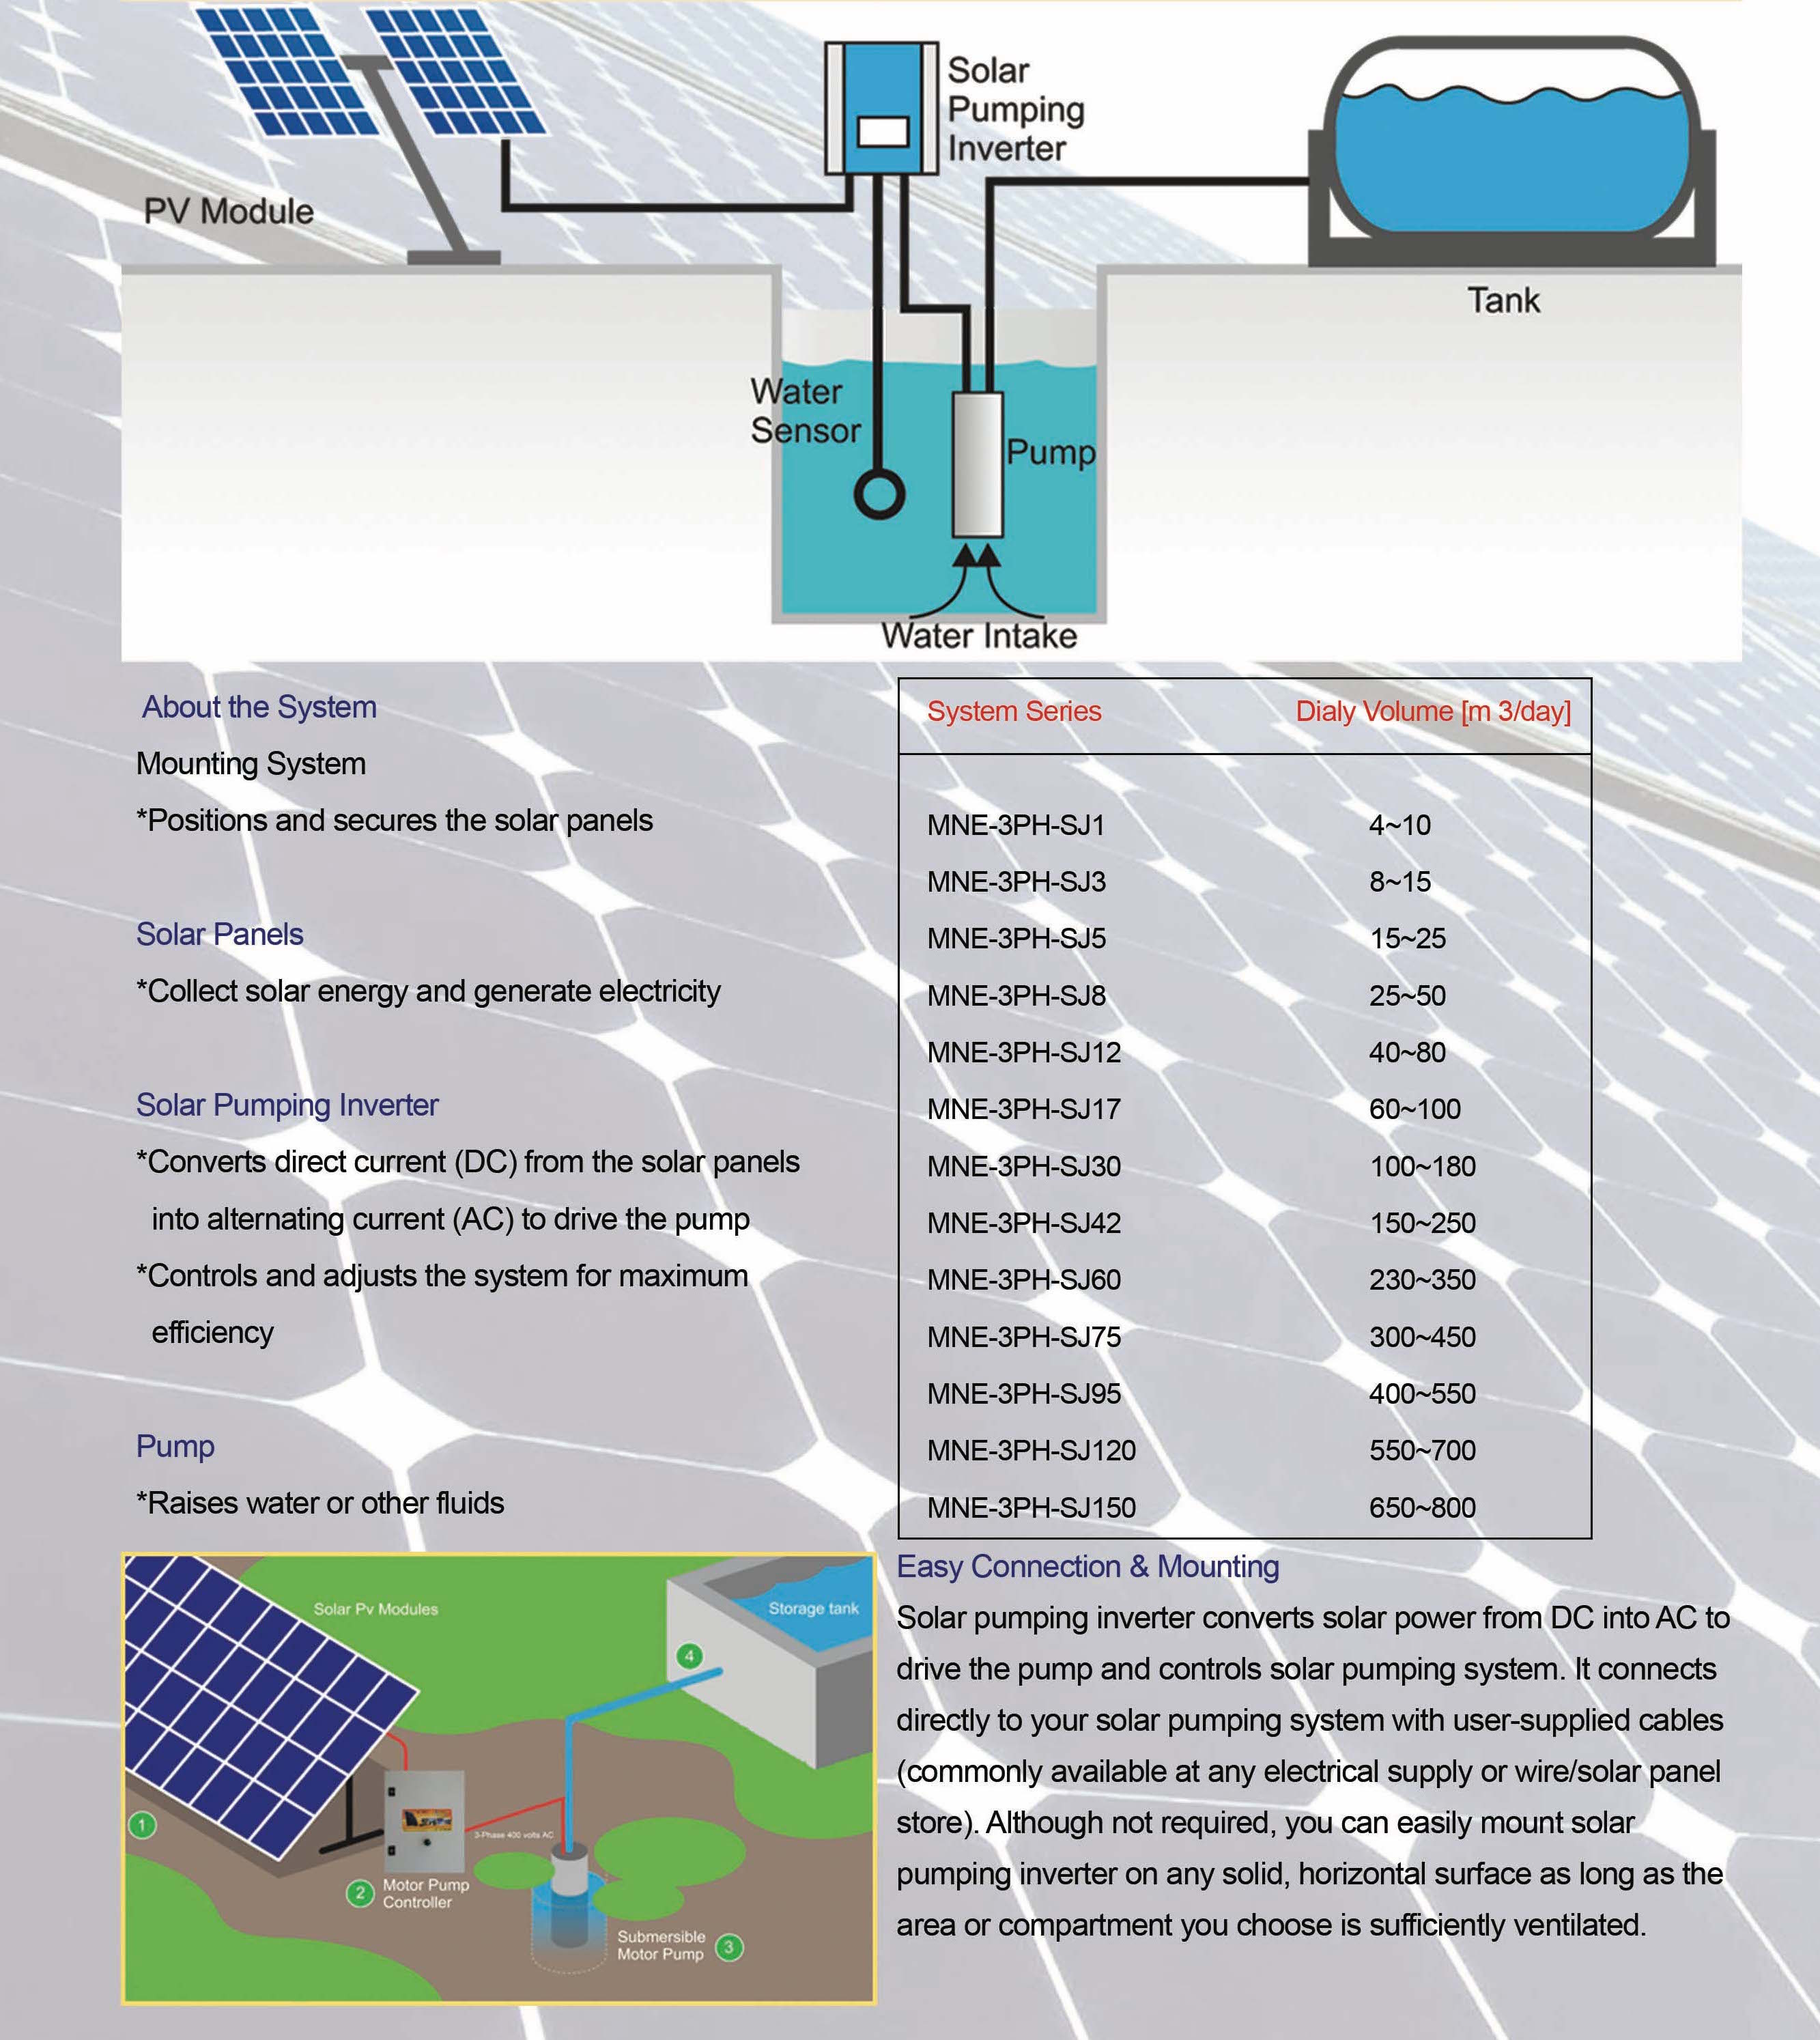 Solar
Pumping
Inverter
PV Module
Tank
Water
Sensor
Pump
Water Intake
About the System
Mounting System
*Positions and secures the solar panels
Solar Panels
*Collect solar energy and generate electricity
Solar Pumping Inverter
*Converts direct current (DC) from the solar panels
into alternating current (AC) to drive the pump
*Controls and adjusts the system for maximum
efficiency
Pump
*Raises water or other fluids
System Series Dialy Volume [m 3/day]
MNE-3PH-SJ1 4~10
MNE-3PH-SJ3 8~15
MNE-3PH-SJ5 15~25
MNE-3PH-SJ8 25~50
MNE-3PH-SJ12 40~80
MNE-3PH-SJ17 60~100
MNE-3PH-SJ30 100~180
MNE-3PH-SJ42 150~250
MNE-3PH-SJ60 230~350
MNE-3PH-SJ75 300~450
MNE-3PH-SJ95 400~550
MNE-3PH-SJ120 550~700
MNE-3PH-SJ150 650~800
Solar Pv Modules
Storage tank
4
1
3-Phase 400 volts AC
2 Motor Pump
Controller
Submersible
Motor Pump 3
Easy Connection & Mounting
Solar pumping inverter converts solar power from DC into AC to
drive the pump and controls solar pumping system. It connects
directly to your solar pumping system with user-supplied cables
(commonly available at any electrical supply or wire/solar panel
store). Although not required, you can easily mount solar
pumping inverter on any solid, horizontal surface as long as the
area or compartment you choose is sufficiently ventilated.